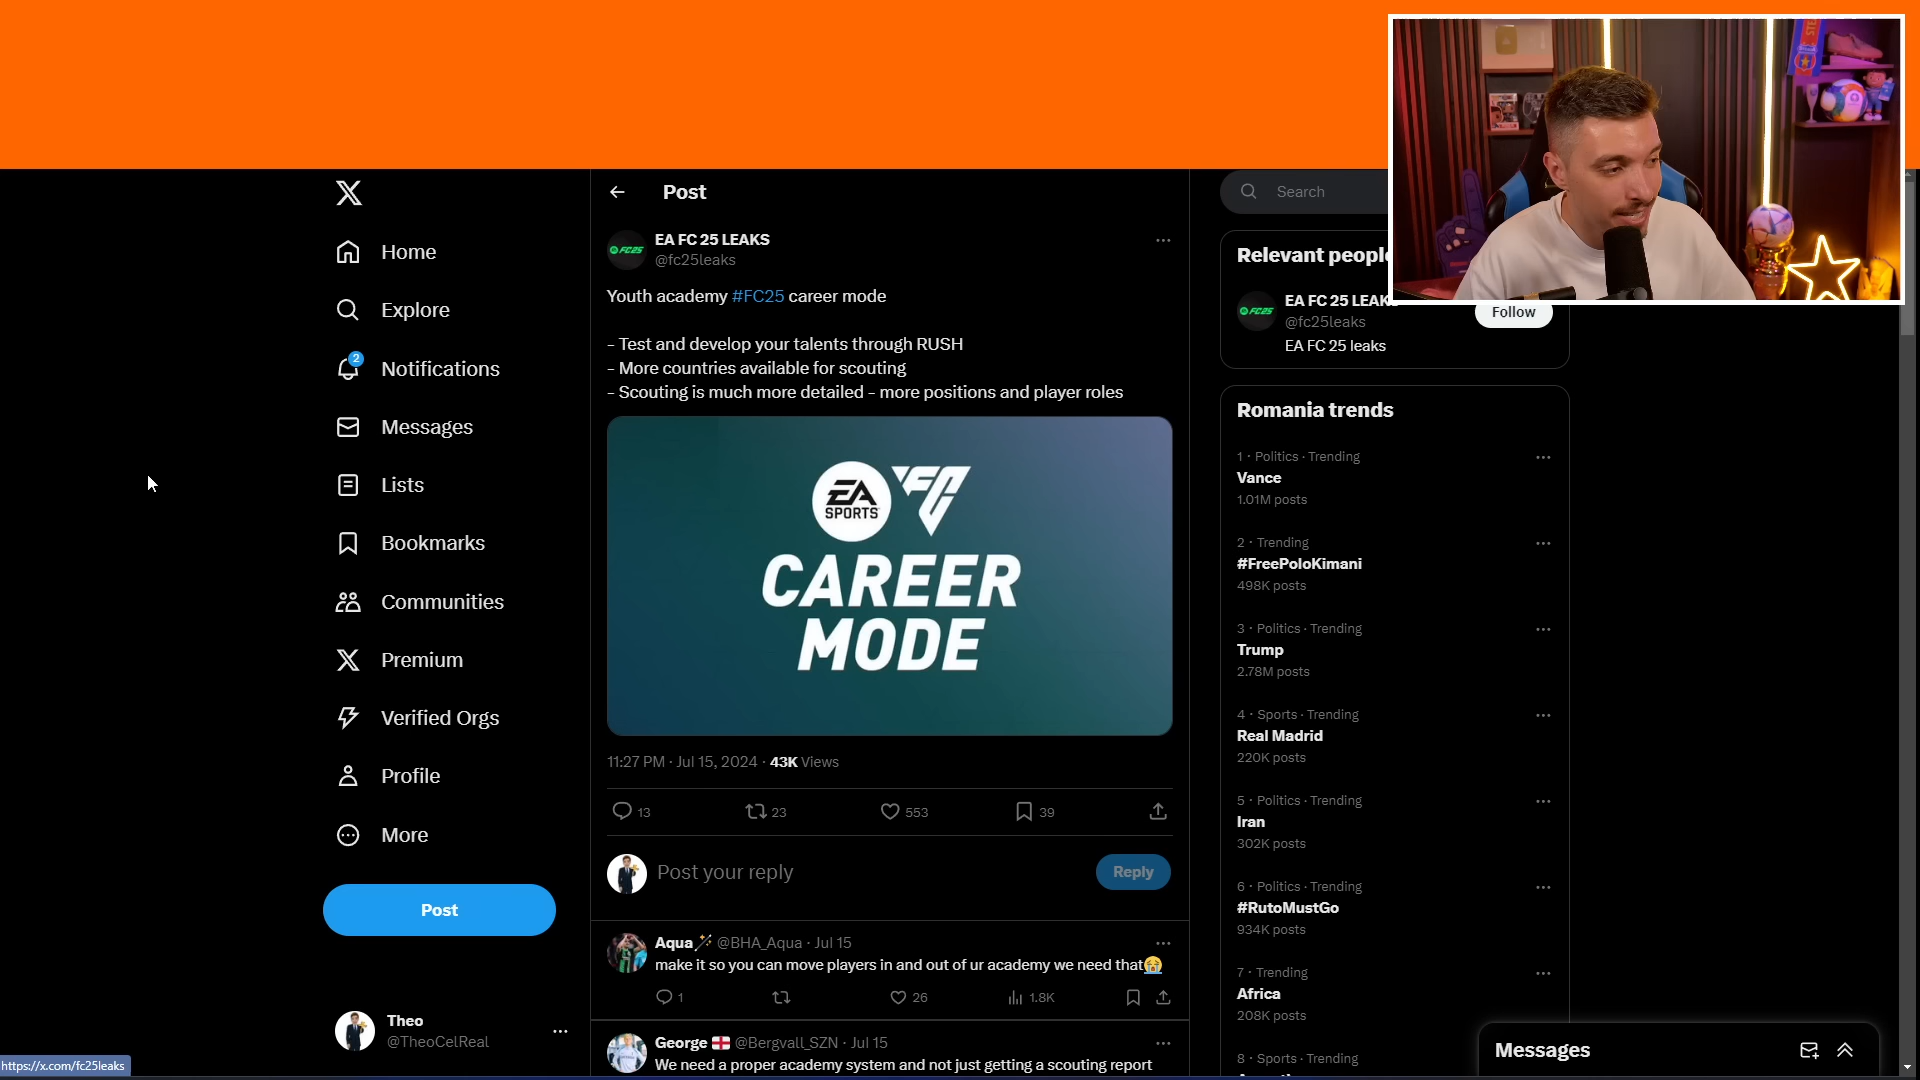 Home
Explore
2
Notifications
Messages
Lists
Bookmarks
Communities
Premium
Verified Orgs
Profile
More
Post
Theo
@TheoCelReal
https://x.com/fc25leaks
Post
FC25
EA FC 25 LEAKS
@fc25leaks
Youth academy #FC25 career mode
- Test and develop your talents through RUSH
- More countries available for scouting
- Scouting is much more detailed - more positions and player roles
EA
SPORTS
FC
CAREER
MODE
11:27 PM · Jul 15, 2024 · 43K Views
13
23
553
39
Post your reply
Reply
Aqua @BHA_Aqua · Jul 15
make it so you can move players in and out of ur academy we need that😭
1
26
1.8K
George 🏴󠁧󠁢󠁥󠁮󠁧󠁿 @Bergvall_SZN · Jul 15
We need a proper academy system and not just getting a scouting report
Search
Relevant people
FC25
EA FC 25 LEAKS
@fc25leaks
Follow
EA FC 25 leaks
Romania trends
1 · Politics · Trending
Vance
1.01M posts
2 · Trending
#FreePoloKimani
498K posts
3 · Politics · Trending
Trump
2.78M posts
4 · Sports · Trending
Real Madrid
220K posts
5 · Politics · Trending
Iran
302K posts
6 · Politics · Trending
#RutoMustGo
934K posts
7 · Trending
Africa
208K posts
8 · Sports · Trending
Messages